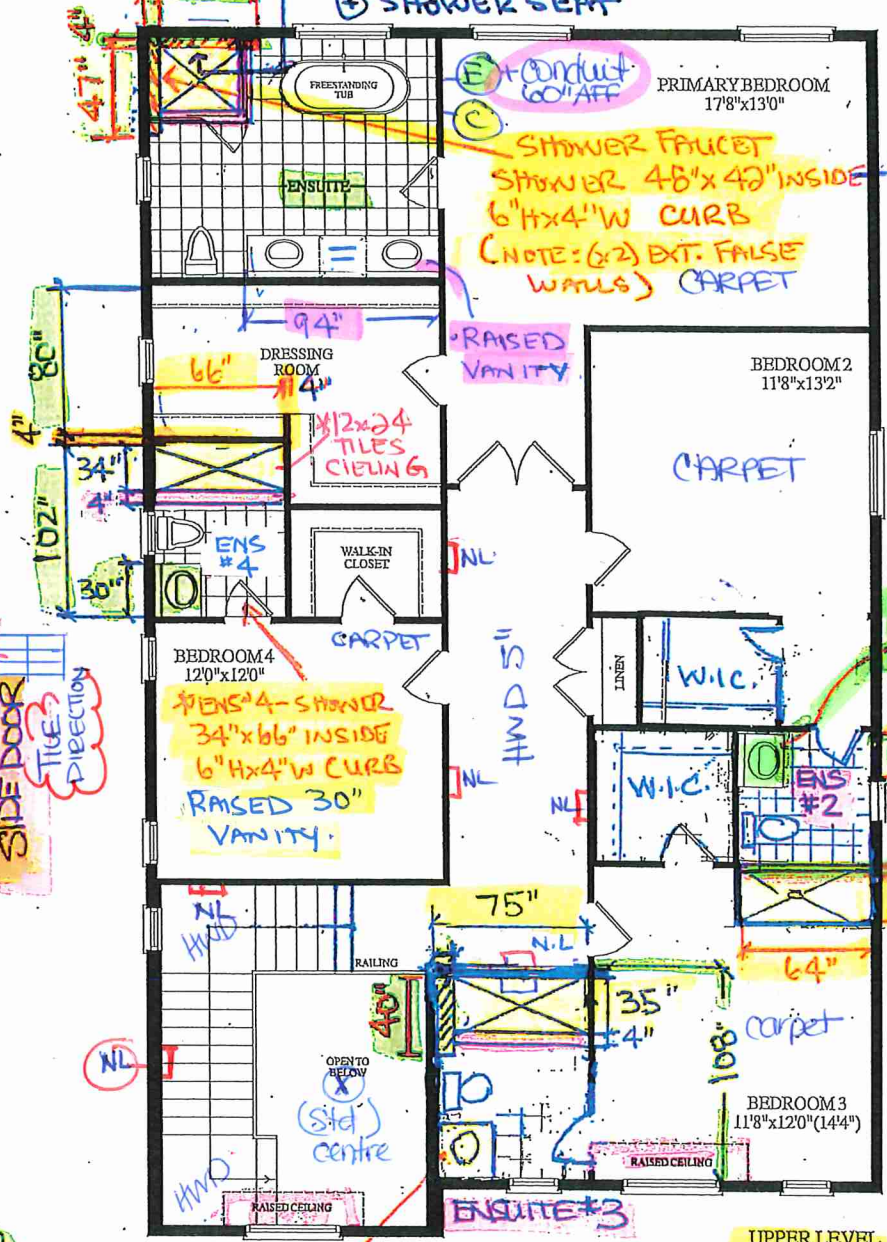 (+) SHOWER SEAT
4"
47"
FREESTANDING
TUB
E + conduit
60" AFF
C
PRIMARY BEDROOM
17'8"x13'0"
SHOWER FAUCET
SHOWER 48"x 42" INSIDE
6"Hx4"W CURB
(NOTE: (x2) EXT. FALSE
WALLS) CARPET
ENSUITE
94"
RAISED
VANITY
80"
66"
DRESSING
ROOM
4"
BEDROOM 2
11'8"x13'2"
*12x24
TILES
CIELING
4"
34"
4"
102"
30"
CARPET
ENS
#4
WALK-IN
CLOSET
NL
CARPET
BEDROOM 4
12'0"x12'0"
HWD
LINEN
W.I.C.
SIDE DOOR
TILE
DIRECTION
*ENS 4-SHOWER
34"x66" INSIDE
6"Hx4"W CURB
RAISED 30"
VANITY.
NL
NL
W.I.C.
ENS
#2
NL
HWD
75"
N.L
RAILING
64"
40"
35"
4"
108"
carpet
NL
OPEN TO
BELOW
X
(Std)
centre
BEDROOM 3
11'8"x12'0"(14'4")
HWD
RAISED CEILING
RAISED CEILING
ENSUITE #3
UPPER LEVEL